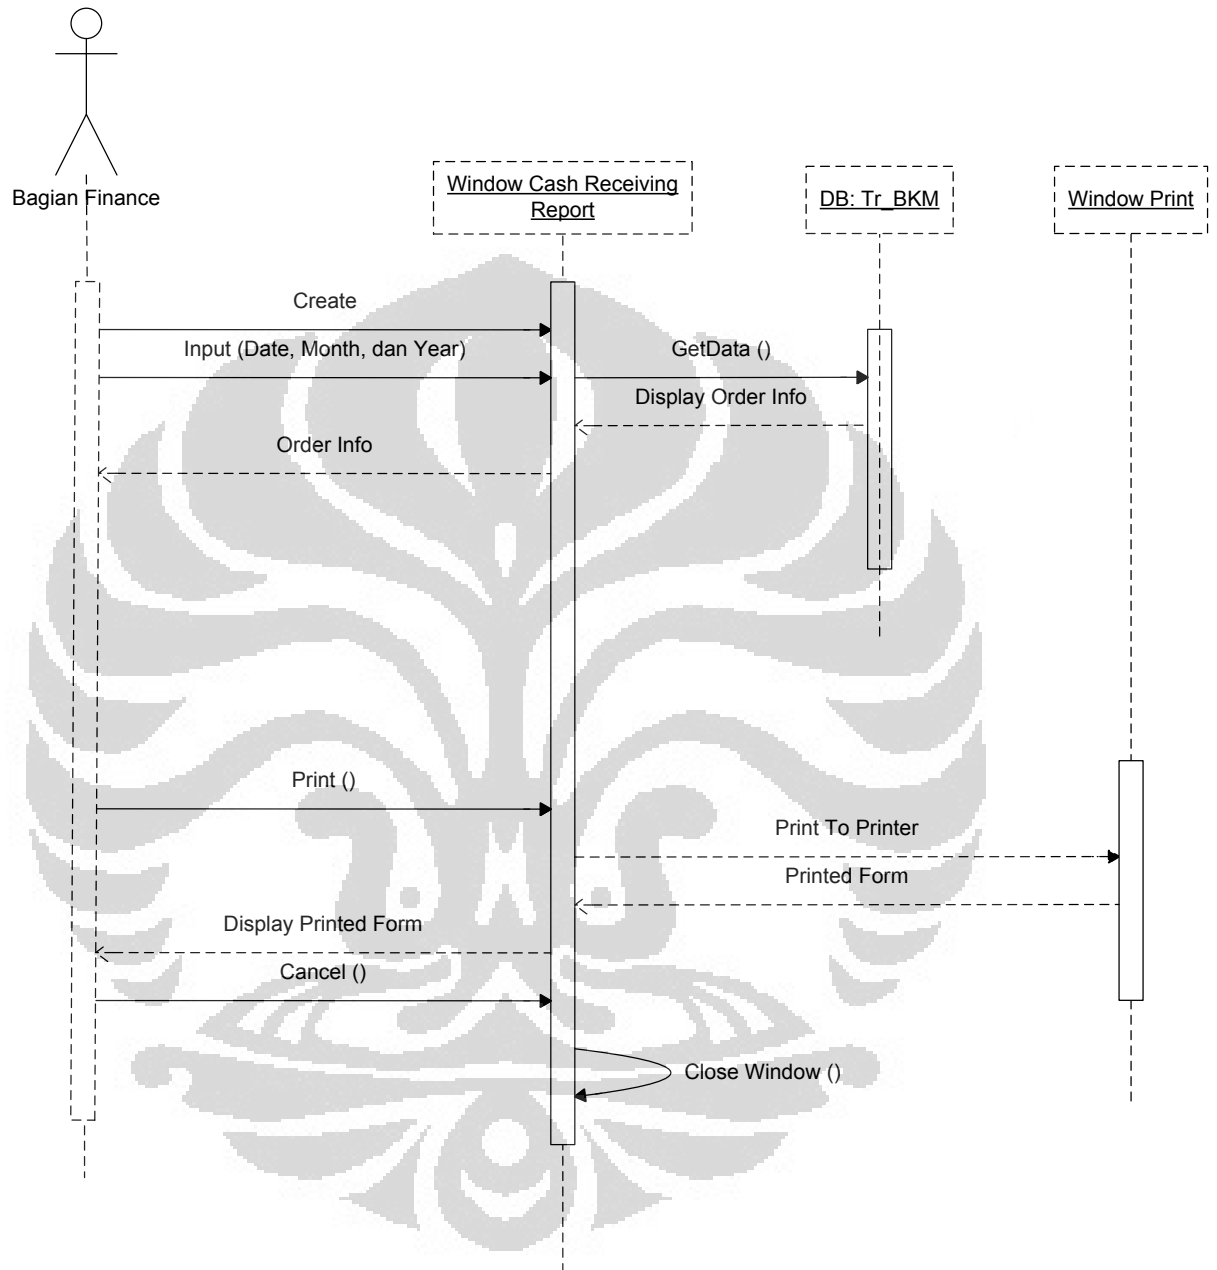 Bagian Finance
Window Cash Receiving
Report
DB: Tr_BKM
Window Print
Create
Input (Date, Month, dan Year)
GetData ()
Display Order Info
Order Info
Print ()
Print To Printer
Printed Form
Display Printed Form
Cancel ()
Close Window ()